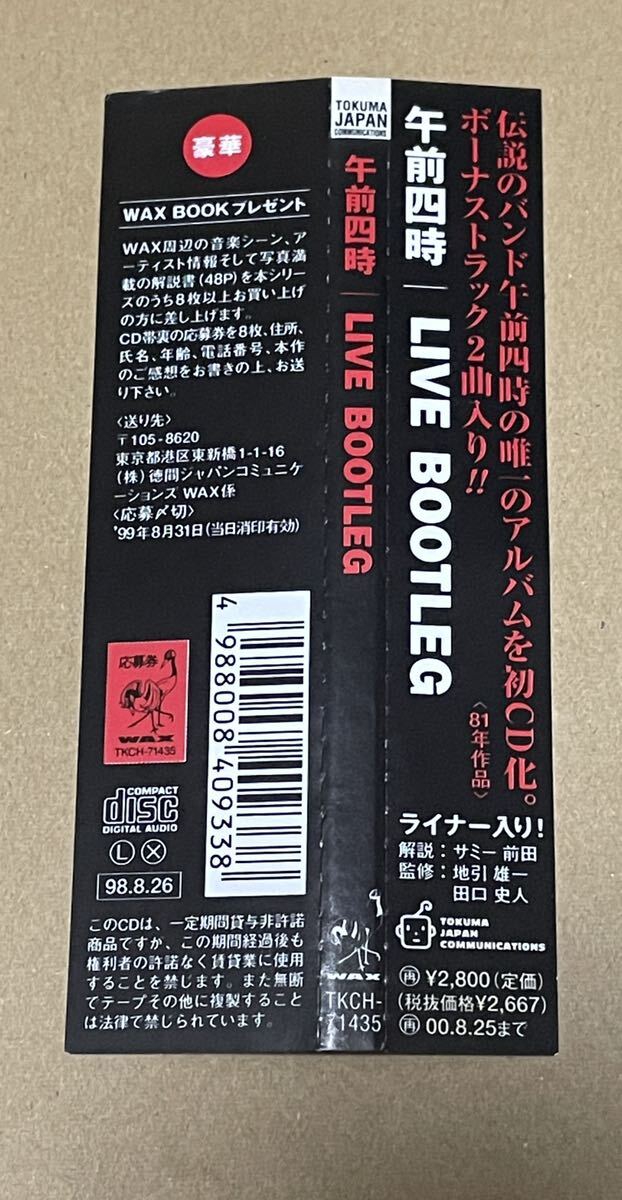 伝説のバンド午前四時の唯一のアルバムを初CD化。
ボーナストラック2曲入り!!
〈81年作品〉
午前四時 LIVE BOOTLEG
ライナー入り!
解説：サミー前田
監修：地引 雄一
田口 史人
TOKUMA
JAPAN
COMMUNICATIONS
再 ¥2,800(定価)
(税抜価格¥2,667)
再 00.8.25まで
TOKUMA
JAPAN
COMMUNICATIONS
午前四時 LIVE BOOTLEG
WAX
TKCH-
71435
豪華
WAX BOOKプレゼント
WAX周辺の音楽シーン、ア
ーティスト情報そして写真満
載の解説書(48P)を本シリー
ズのうち8枚以上お買い上げ
の方に差し上げます。
CD帯裏の応募券を8枚、住所、
氏名、年齢、電話番号、本作
のご感想をお書きの上、お送
り下さい。
〈送り先〉
〒105-8620
東京都港区東新橋1-1-16
(株)徳間ジャパンコミュニケ
ーションズ WAX係
〈応募〆切〉
'99年8月31日(当日消印有効)
応募券
WAX
TKCH-71435
4 988008 409338
COMPACT
disc
DIGITAL AUDIO
L X
98.8.26
このCDは、一定期間貸与非許諾
商品ですが、この期間経過後も
権利者の許諾なく賃貸業に使用
することを禁じます。また無断
でテープその他に複製すること
は法律で禁じられています。